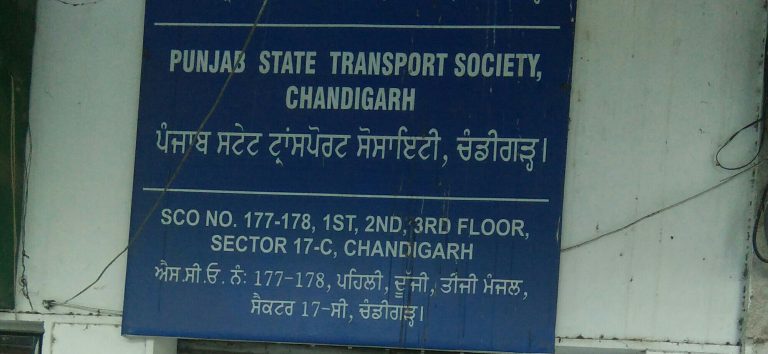 PUNJAB STATE TRANSPORT SOCIETY,
CHANDIGARH
ਪੰਜਾਬ ਸਟੇਟ ਟ੍ਰਾਂਸਪੋਰਟ ਸੋਸਾਇਟੀ, ਚੰਡੀਗੜ੍ਹ।
SCO NO. 177-178, 1ST, 2ND, 3RD FLOOR,
SECTOR 17-C, CHANDIGARH
ਐਸ.ਸੀ.ਓ. ਨੰ: 177-178, ਪਹਿਲੀ, ਦੂਜੀ, ਤੀਜੀ ਮੰਜਲ,
ਸੈਕਟਰ 17-ਸੀ, ਚੰਡੀਗੜ੍ਹ।